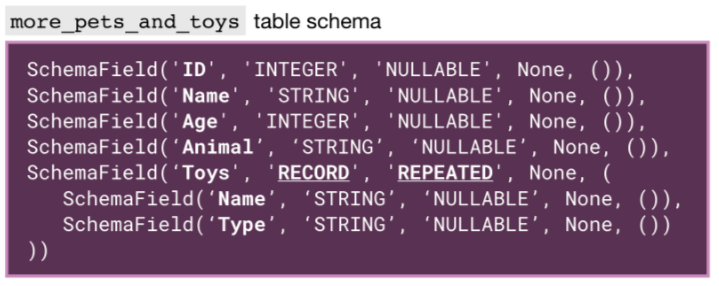 more_pets_and_toys table schema
SchemaField('ID', 'INTEGER', 'NULLABLE', None, ()),
SchemaField('Name', 'STRING', 'NULLABLE', None, ()),
SchemaField('Age', 'INTEGER', 'NULLABLE', None, ()),
SchemaField(‘Animal’, ‘STRING’, ‘NULLABLE’, None, ()),
SchemaField(‘Toys', 'RECORD', 'REPEATED', None, (
SchemaField(‘Name’, ‘STRING’, ‘NULLABLE’, None, ()),
SchemaField(‘Type’, ‘STRING’, ‘NULLABLE’, None, ())
))